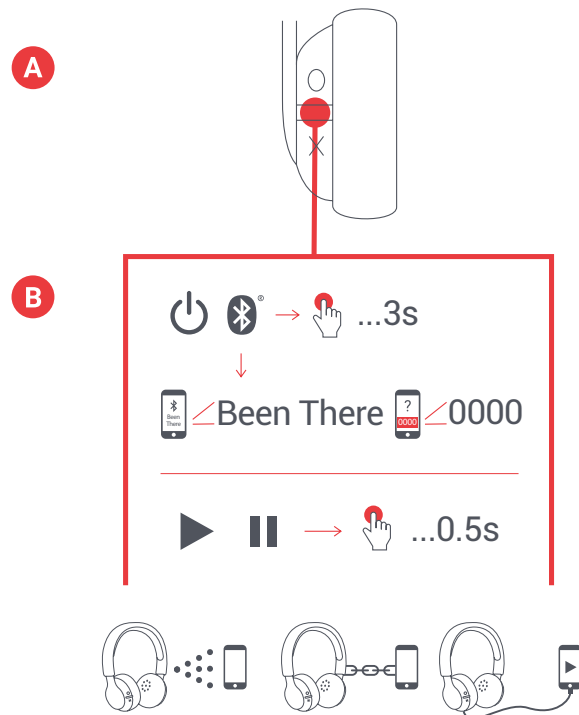 A
B
® ...3s
Been There
Been There
?
0000
0000
...0.5s